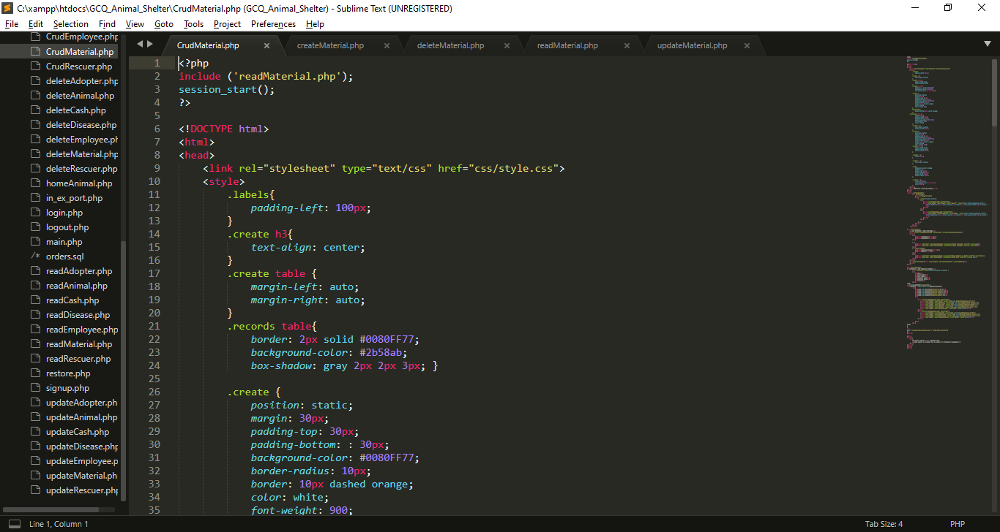 C:\xampp\htdocs\GCQ_Animal_Shelter\CrudMaterial.php (GCQ_Animal_Shelter) - Sublime Text (UNREGISTERED)
File Edit Selection Find View Goto Tools Project Preferences Help
CrudEmployee.php
CrudMaterial.php
CrudRescuer.php
deleteAdopter.php
deleteAnimal.php
deleteCash.php
deleteDisease.php
deleteEmployee.ph
deleteMaterial.php
deleteRescuer.php
homeAnimal.php
in_ex_port.php
login.php
logout.php
main.php
/* orders.sql
readAdopter.php
readAnimal.php
readCash.php
readDisease.php
readEmployee.php
readMaterial.php
readRescuer.php
restore.php
signup.php
updateAdopter.ph
updateAnimal.php
updateCash.php
updateDisease.php
updateEmployee.p
updateMaterial.ph
updateRescuer.php
CrudMaterial.php × createMaterial.php × deleteMaterial.php × readMaterial.php × updateMaterial.php ×
1 <?php
2 include ('readMaterial.php');
3 session_start();
4 ?>
5
6 <!DOCTYPE html>
7 <html>
8 <head>
9 <link rel="stylesheet" type="text/css" href="css/style.css">
10 <style>
11 .labels{
12 padding-left: 100px;
13 }
14 .create h3{
15 text-align: center;
16 }
17 .create table {
18 margin-left: auto;
19 margin-right: auto;
20 }
21 .records table{
22 border: 2px solid #0080FF77;
23 background-color: #2b58ab;
24 box-shadow: gray 2px 2px 3px; }
25
26 .create {
27 position: static;
28 margin: 30px;
29 padding-top: 30px;
30 padding-bottom: : 30px;
31 background-color: #0080FF77;
32 border-radius: 10px;
33 border: 10px dashed orange;
34 color: white;
35 font-weight: 900;
Line 1, Column 1 Tab Size: 4 PHP